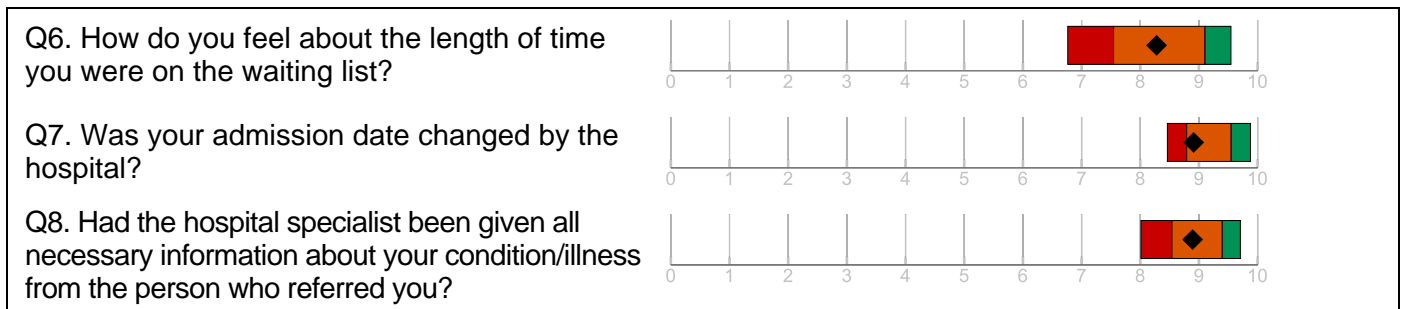 Q6. How do you feel about the length of time
you were on the waiting list?
0 1 2 3 4 5 6 7 8 9 10
Q7. Was your admission date changed by the
hospital?
0 1 2 3 4 5 6 7 8 9 10
Q8. Had the hospital specialist been given all
necessary information about your condition/illness
from the person who referred you?
0 1 2 3 4 5 6 7 8 9 10